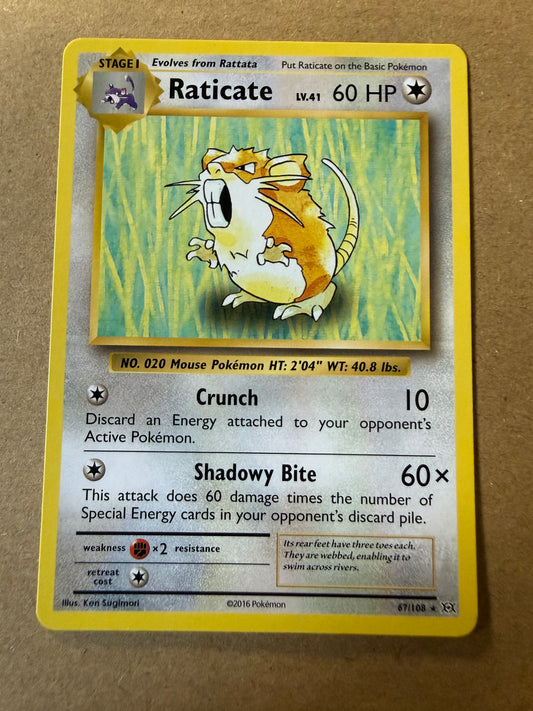 STAGE 1 Evolves from Rattata Put Raticate on the Basic Pokémon
Raticate LV.41 60 HP
NO. 020 Mouse Pokémon HT: 2'04" WT: 40.8 lbs.
Crunch 10
Discard an Energy attached to your opponent's
Active Pokémon.
Shadowy Bite 60×
This attack does 60 damage times the number of
Special Energy cards in your opponent's discard pile.
weakness ×2 resistance
retreat
cost
Its rear feet have three toes each.
They are webbed, enabling it to
swim across rivers.
Illus. Ken Sugimori ©2016 Pokémon 67/108 ★